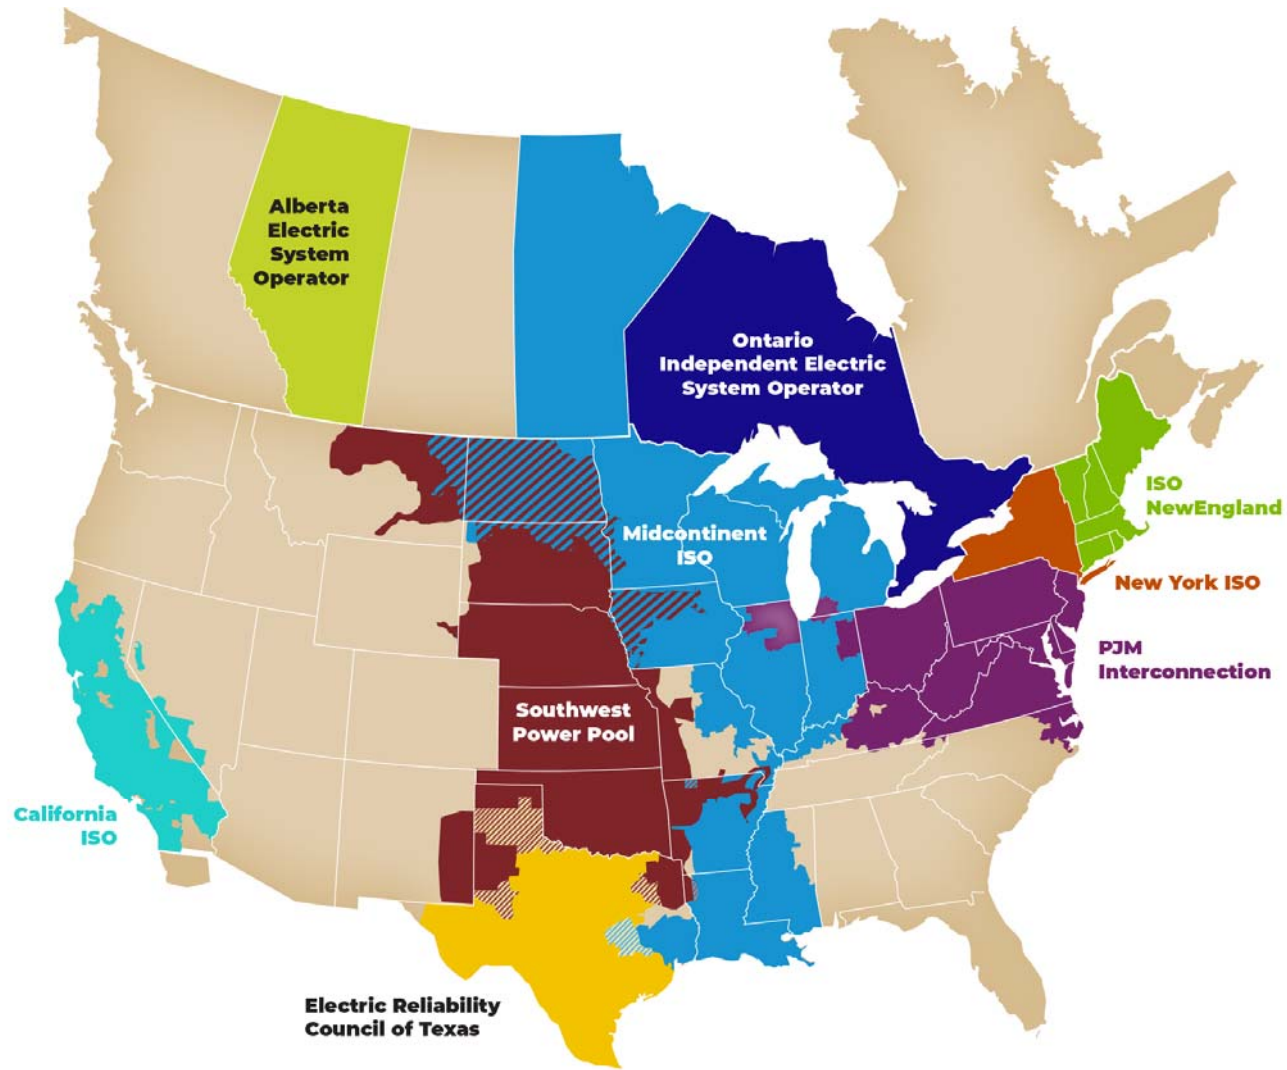 Alberta
Electric
System
Operator
Ontario
Independent Electric
System Operator
ISO
NewEngland
Midcontinent
ISO
New York ISO
PJM
Interconnection
Southwest
Power Pool
California
ISO
Electric Reliability
Council of Texas